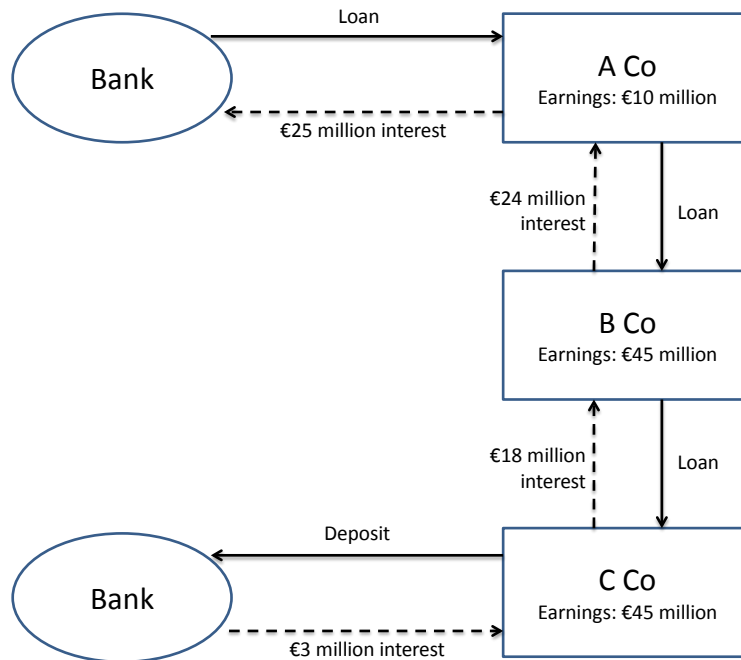 Loan
Bank
A Co
Earnings: €10 million
€25 million interest
€24 million
interest
Loan
B Co
Earnings: €45 million
€18 million
interest
Loan
Deposit
Bank
C Co
Earnings: €45 million
€3 million interest